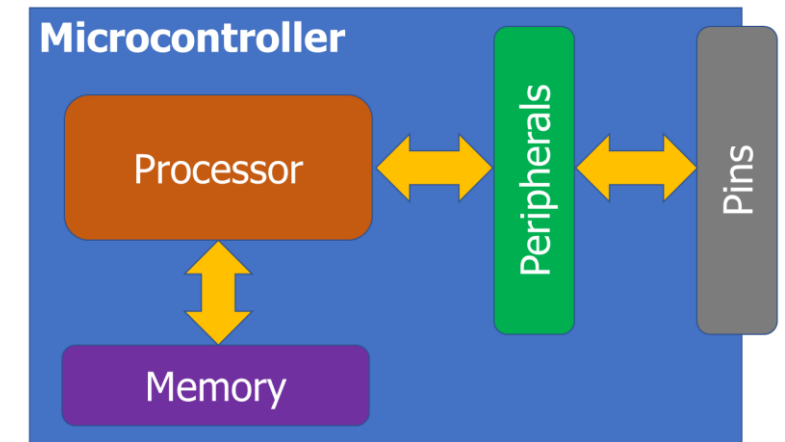 Microcontroller
Processor
Peripherals
Pins
Memory